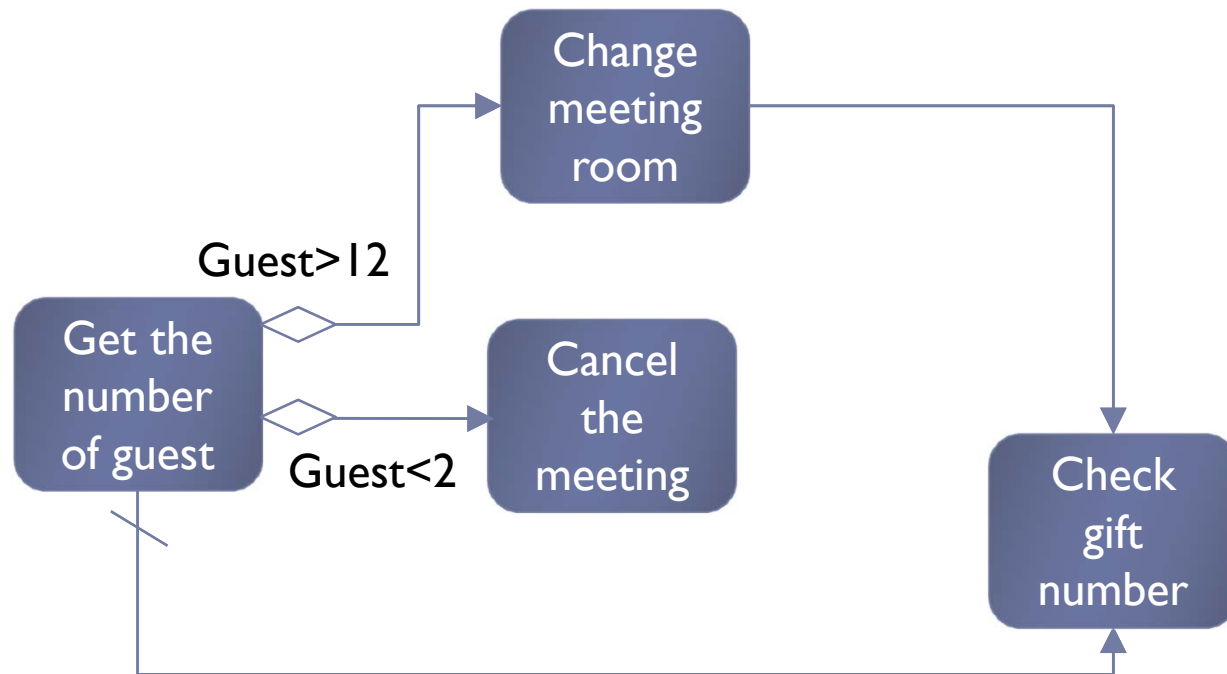 Change
meeting
room
Guest>12
Get the
number
of guest
Cancel
the
meeting
Guest<2
Check
gift
number